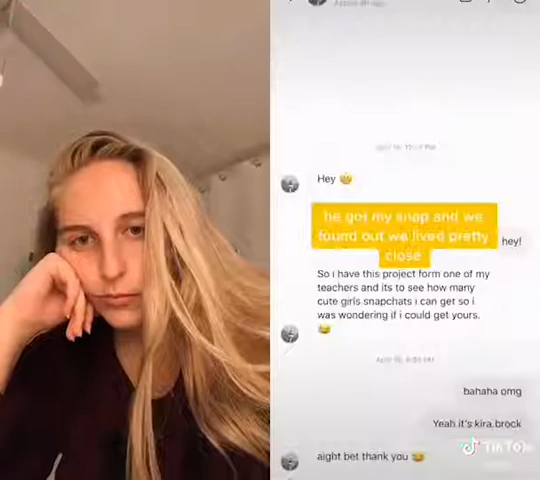 Hey 😁
he got my snap and we
found out we lived pretty
close
hey!
So i have this project form one of my
teachers and its to see how many
cute girls snapchats i can get so i
was wondering if i could get yours.
😂
bahaha omg
Yeah it's kira.brock
TikTok
aight bet thank you 😂